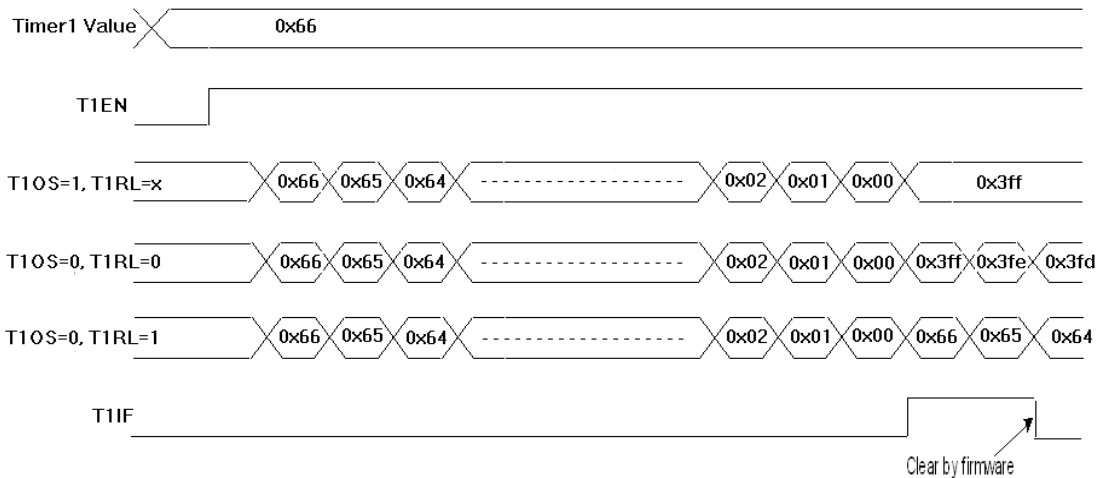 Timer1 Value 0x66
T1EN
T1OS=1, T1RL=x 0x66 0x65 0x64 0x02 0x01 0x00 0x3ff
T1OS=0, T1RL=0 0x66 0x65 0x64 0x02 0x01 0x00 0x3ff 0x3fe 0x3fd
T1OS=0, T1RL=1 0x66 0x65 0x64 0x02 0x01 0x00 0x66 0x65 0x64
T1IF
Clear by firmware